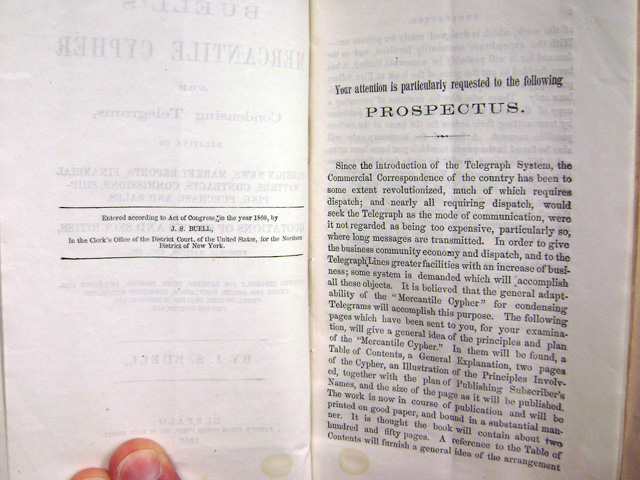 Entered according to Act of Congress, in the year 1860, by
J. S. BUELL,
In the Clerk's Office of the District Court, of the United States, for the Northern
District of New York.
Your attention is particularly requested to the following
PROSPECTUS.
Since the introduction of the Telegraph System, the
Commercial Correspondence of the country has been to
some extent revolutionized, much of which requires
dispatch; and nearly all requiring dispatch, would
seek the Telegraph as the mode of communication, were
it not regarded as being too expensive, particularly so,
where long messages are transmitted. In order to give
the business community economy and dispatch, and to the
Telegraph Lines greater facilities with an increase of busi-
ness; some system is demanded which will accomplish
all these objects. It is believed that the general adapt-
ability of the "Mercantile Cypher" for condensing
Telegrams will accomplish this purpose. The following
pages which have been sent to you, for your examina-
tion, will give a general idea of the principles and plan
of the "Mercantile Cypher." In them will be found, a
Table of Contents, a General Explanation, two pages
of the Cypher, an Illustration of the Principles Involv-
ed, together with the plan of Publishing Subscriber's
Names, and the size of the page as it will be published.
The work is now in course of publication and will be
printed on good paper, and bound in a substantial man-
ner. It is thought the book will contain about two
hundred and fifty pages. A reference to the Table of
Contents will furnish a general idea of the arrangement